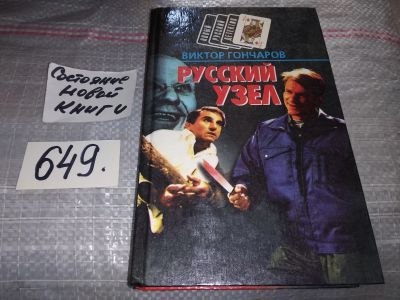 Состояние
новой
книги
649.
ВИКТОР ГОНЧАРОВ
РУССКИЙ
УЗЕЛ